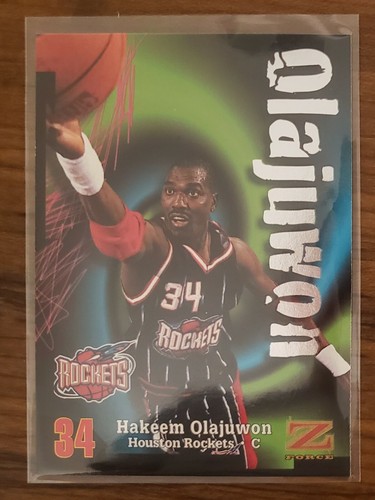 Olajuwon
34
ROCKETS
ROCKETS
34
Hakeem Olajuwon
Houston Rockets C
Z
FORCE